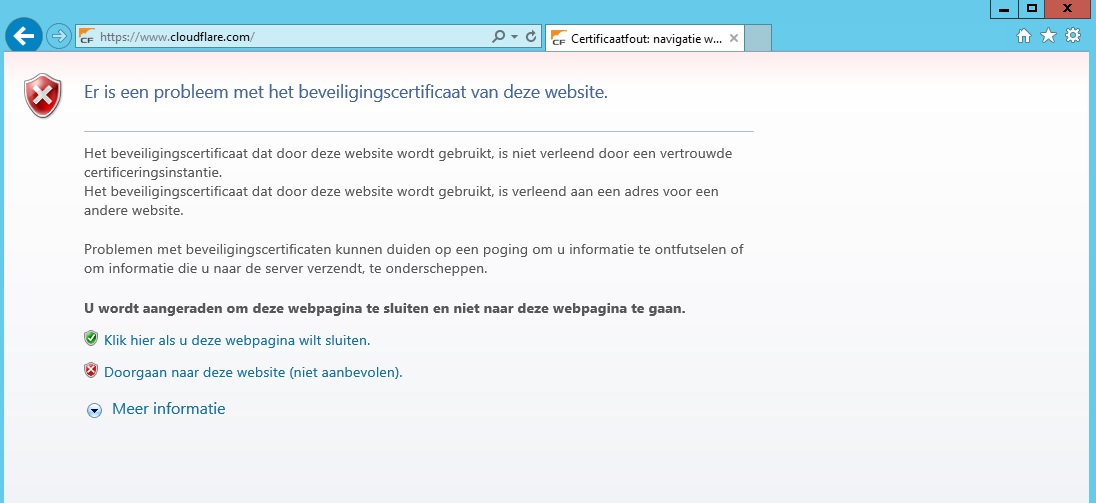 CF https://www.cloudflare.com/
CF Certificaatfout: navigatie w...
Er is een probleem met het beveiligingscertificaat van deze website.
Het beveiligingscertificaat dat door deze website wordt gebruikt, is niet verleend door een vertrouwde
certificeringsinstantie.
Het beveiligingscertificaat dat door deze website wordt gebruikt, is verleend aan een adres voor een
andere website.
Problemen met beveiligingscertificaten kunnen duiden op een poging om u informatie te ontfutselen of
om informatie die u naar de server verzendt, te onderscheppen.
U wordt aangeraden om deze webpagina te sluiten en niet naar deze webpagina te gaan.
Klik hier als u deze webpagina wilt sluiten.
Doorgaan naar deze website (niet aanbevolen).
Meer informatie